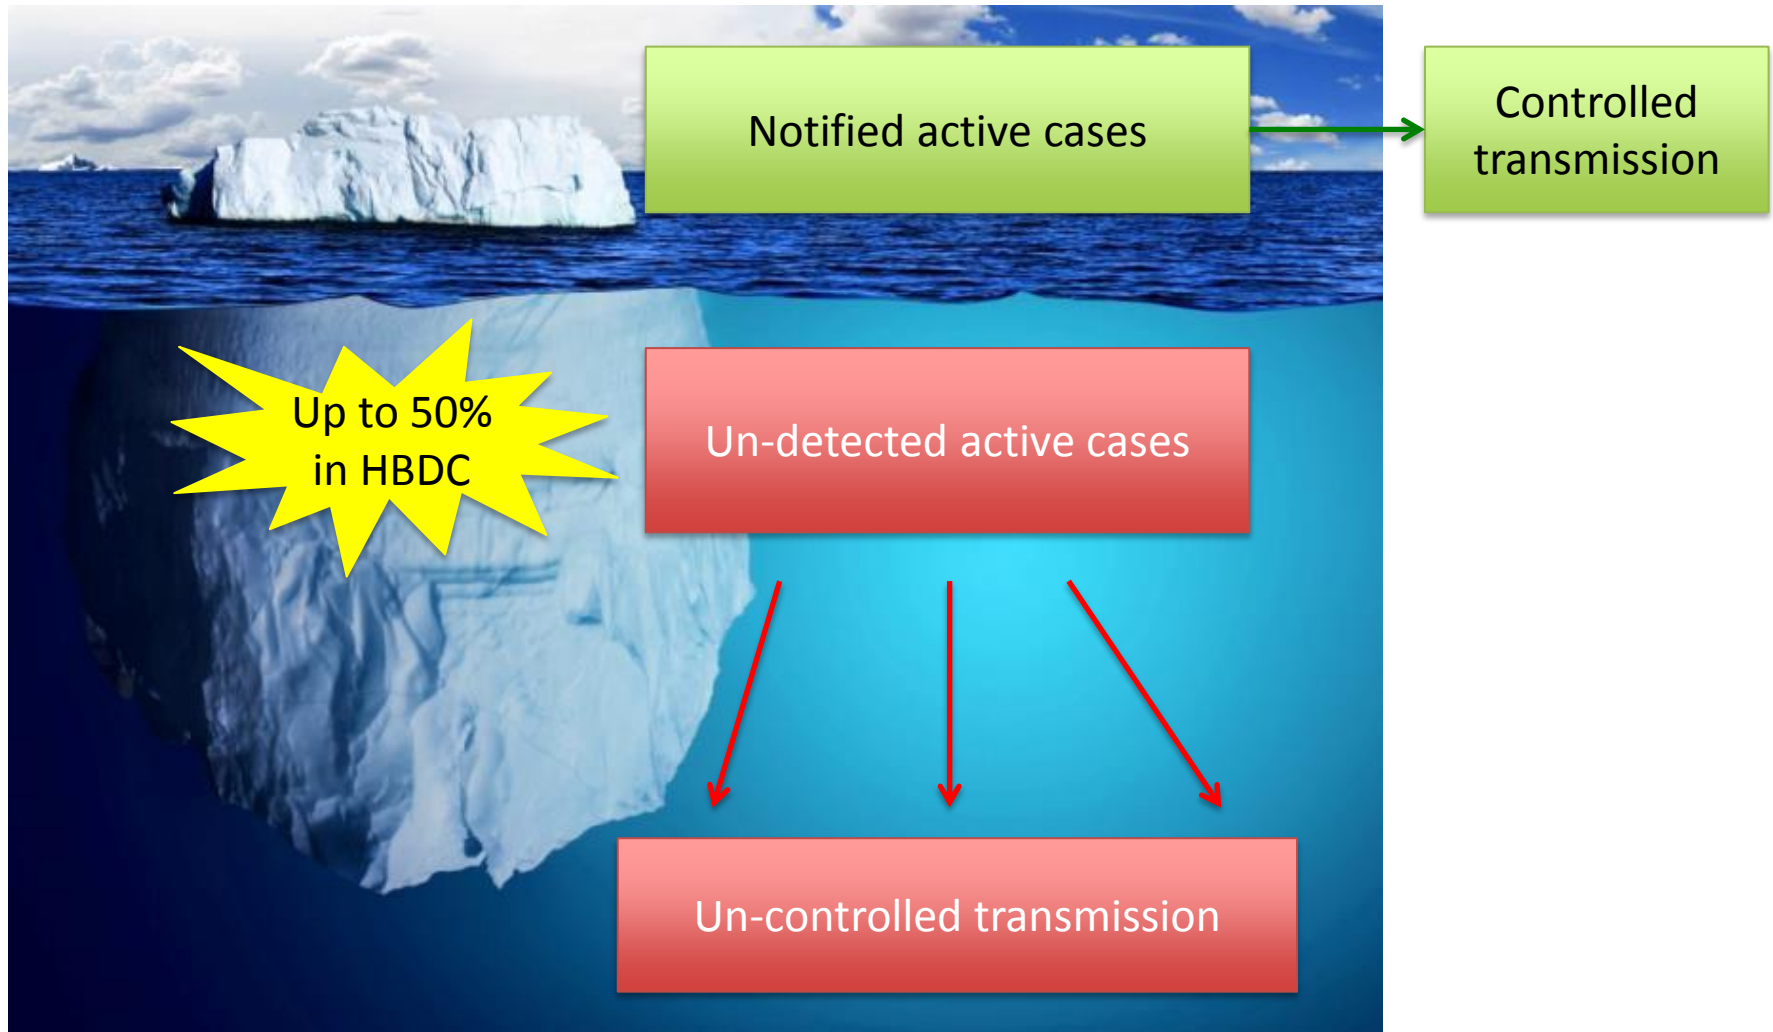 Notified active cases
Controlled
transmission
Up to 50%
in HBDC
Un-detected active cases
Un-controlled transmission